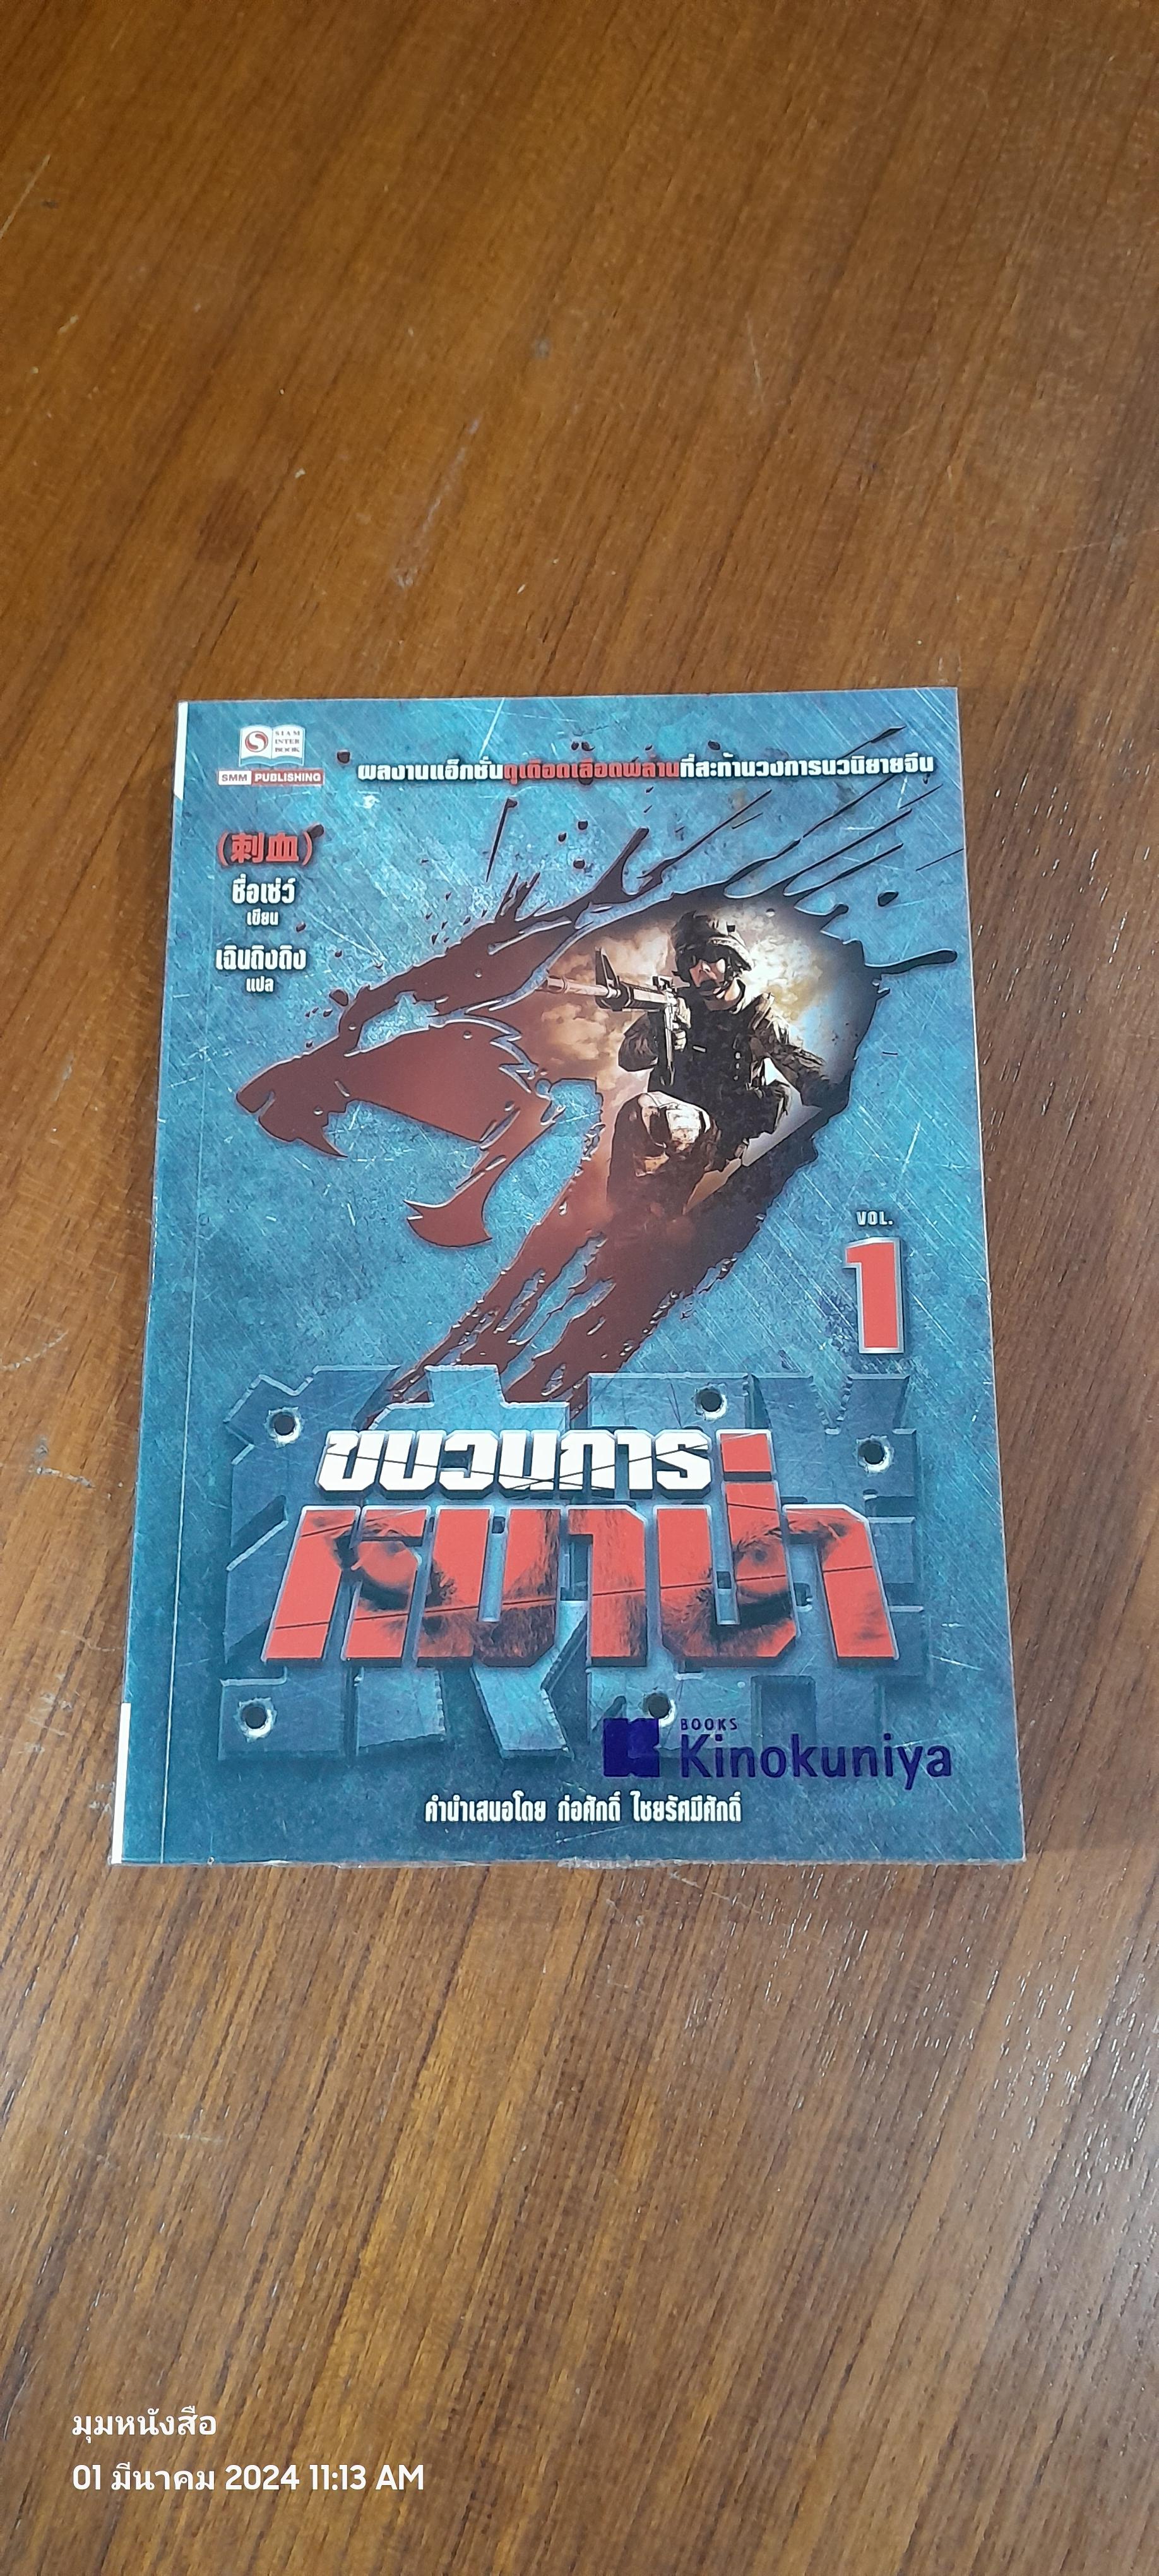 SIAM
INTER
BOOK
SMM PUBLISHING
ผลงานแอ็กชั่นดุเดือดเลือดพล่านที่สะท้านวงการนวนิยายจีน
(刺血)
ชื่อเซ่ว์
เขียน
เฉินถิงถิง
แปล
VOL.
1
ขบวนการ
หมาป่า
BOOKS
Kinokuniya
คำนำเสนอโดย ก่อศักดิ์ ไชยรัศมีศักดิ์
มุมหนังสือ
01 มีนาคม 2024 11:13 AM